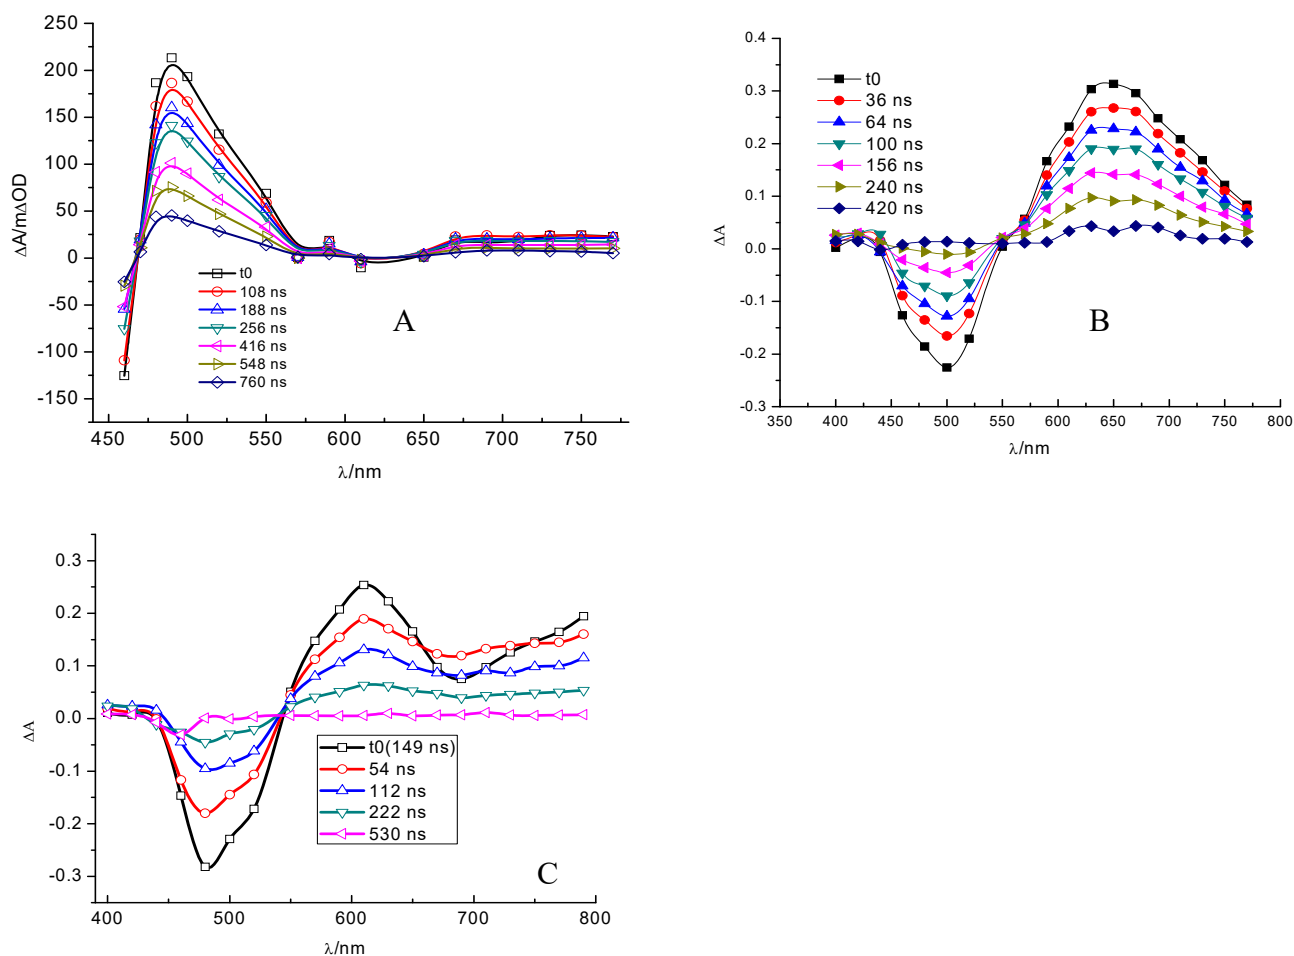 250
200
150
100
50
0
-50
-100
-150
ΔA/mΔOD
t0
108 ns
188 ns
256 ns
416 ns
548 ns
760 ns
A
450 500 550 600 650 700 750
λ/nm
0.4
0.3
0.2
0.1
0.0
-0.1
-0.2
-0.3
ΔA
t0
36 ns
64 ns
100 ns
156 ns
240 ns
420 ns
B
350 400 450 500 550 600 650 700 750 800
λ/nm
0.3
0.2
0.1
0.0
-0.1
-0.2
-0.3
ΔA
t0(149 ns)
54 ns
112 ns
222 ns
530 ns
C
400 500 600 700 800
λ/nm